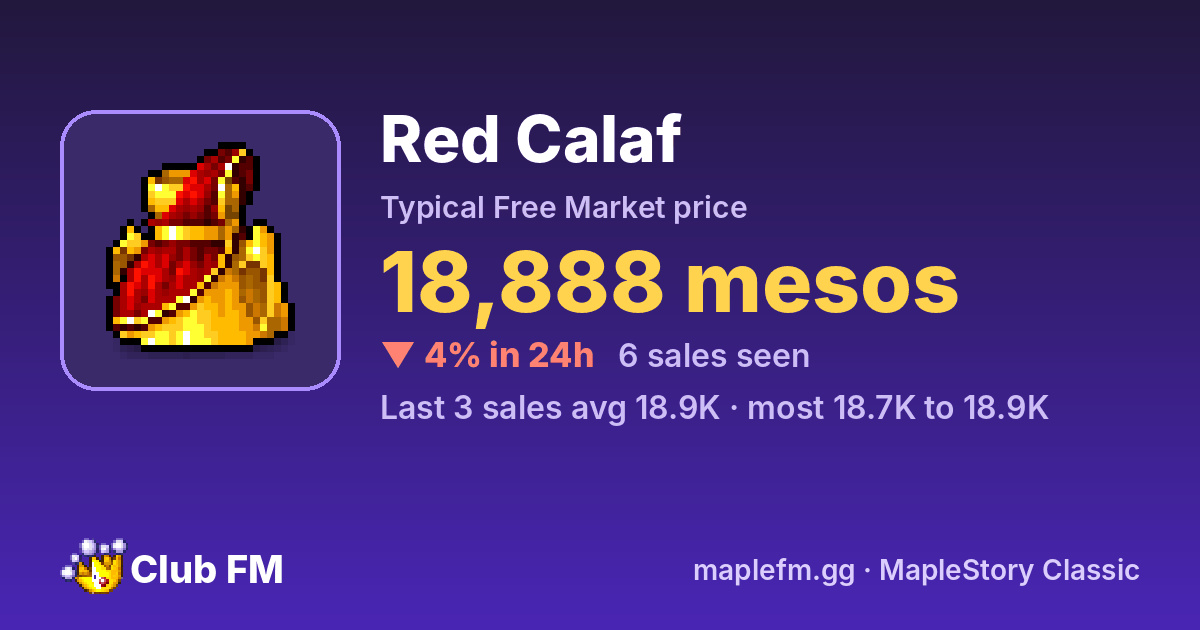 Red Calaf
Typical Free Market price
18,888 mesos
▼ 4% in 24h 6 sales seen
Last 3 sales avg 18.9K · most 18.7K to 18.9K
Club FM
maplefm.gg · MapleStory Classic